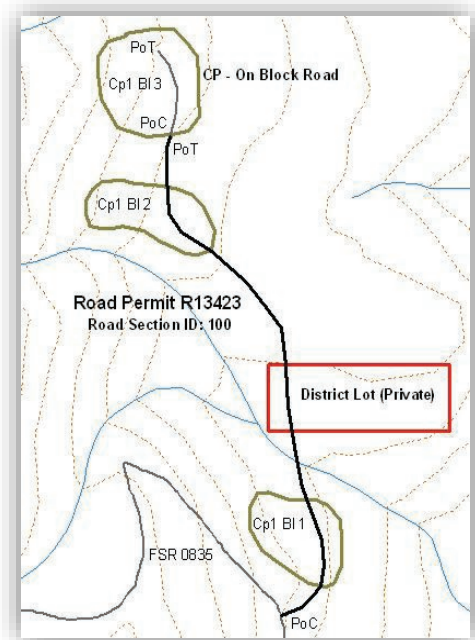 PoT
CP - On Block Road
Cp1 Bl 3
PoC
PoT
Cp1 Bl 2
Road Permit R13423
Road Section ID: 100
District Lot (Private)
Cp1 Bl 1
FSR 0835
PoC